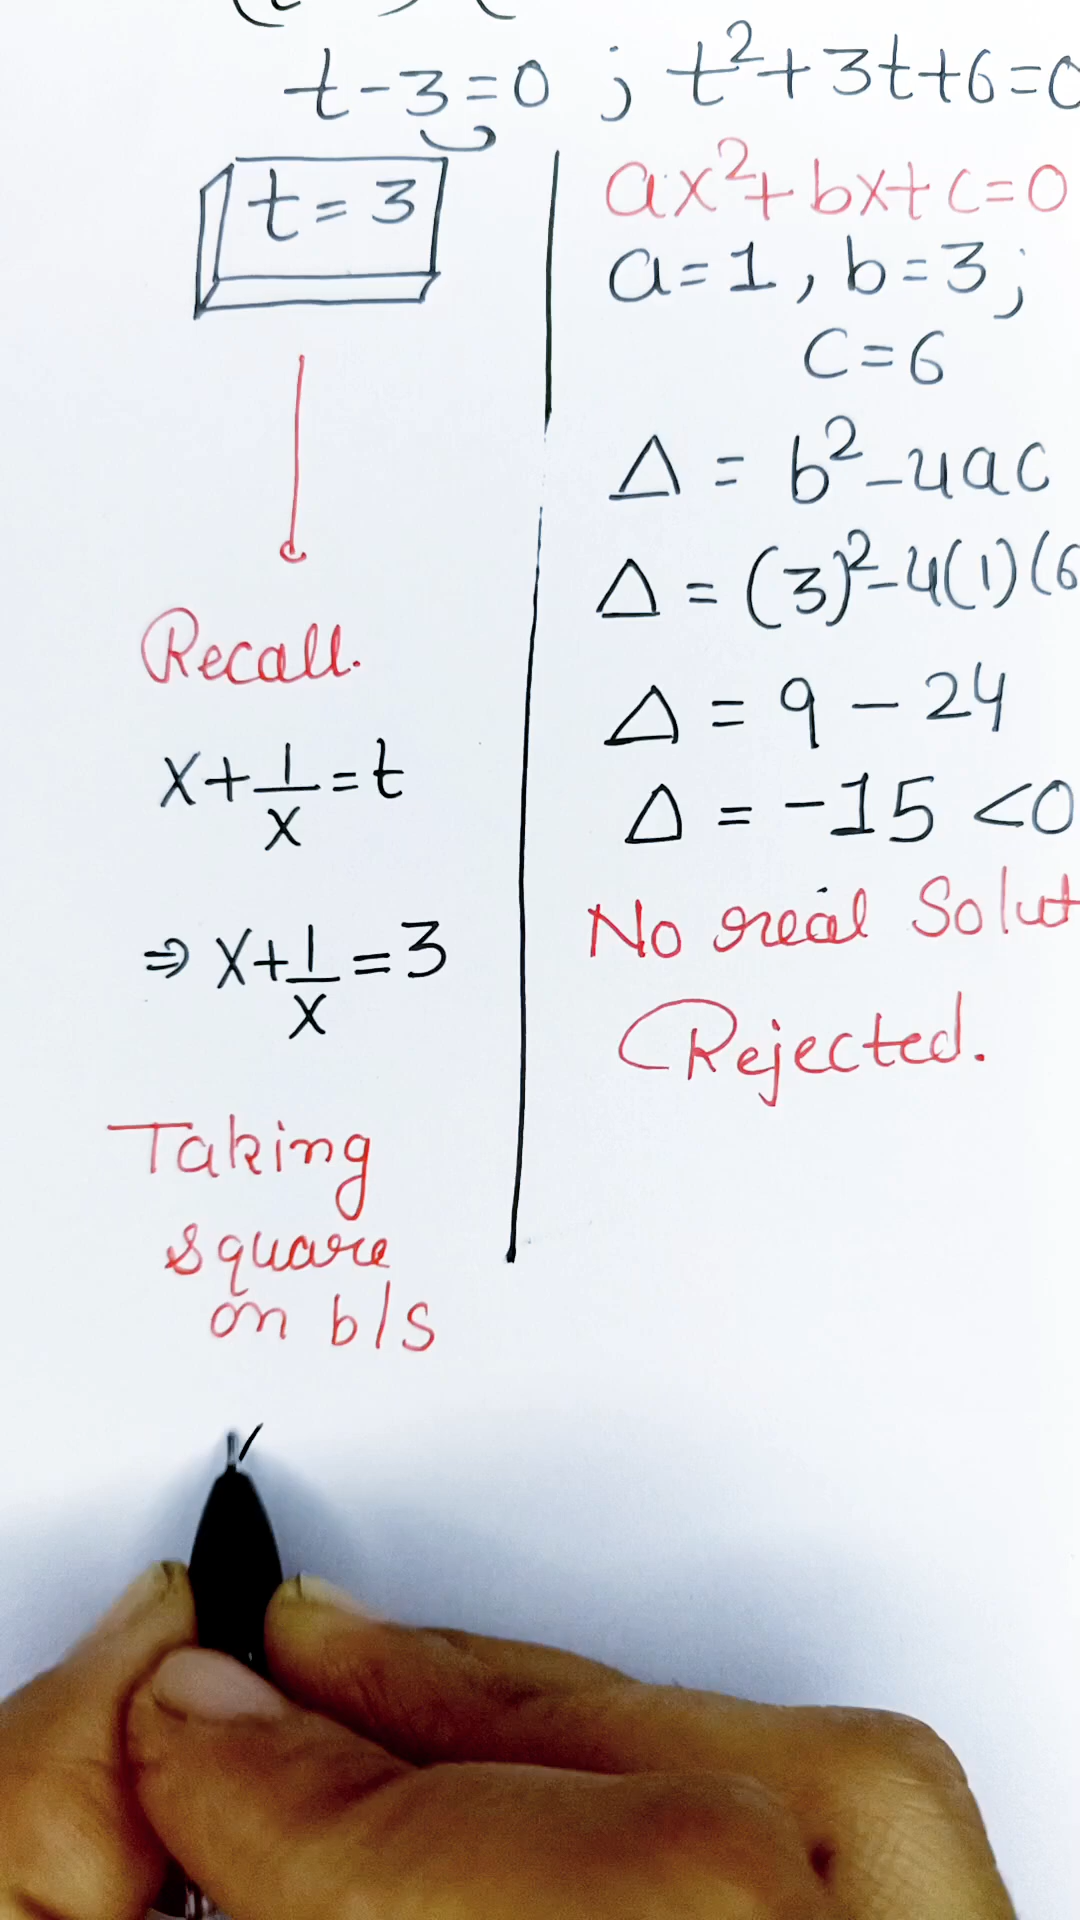 t-3=0 ; t²+3t+6=0
t=3
Recall.
x+1/x=t
⇒ x+1/x=3
Taking
square
on b/s
ax²+bx+c=0
a=1, b=3;
c=6
Δ = b²-4ac
Δ = (3)²-4(1)(6
Δ = 9 - 24
Δ = -15 <0
No real Solut
Rejected.